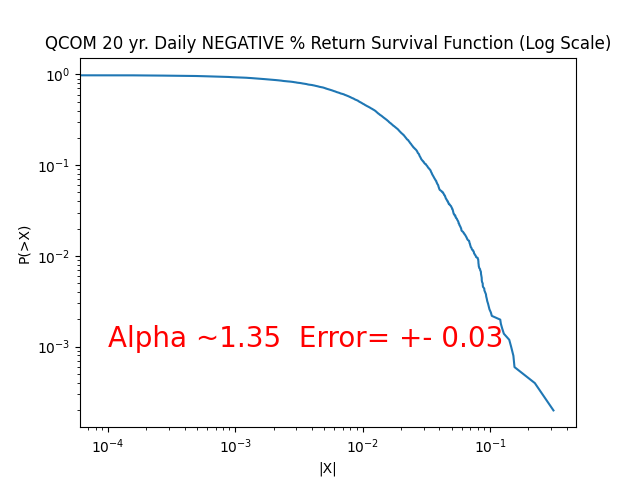 QCOM 20 yr. Daily NEGATIVE % Return Survival Function (Log Scale)
10⁰
10⁻¹
10⁻²
10⁻³
P(>X)
Alpha ~1.35  Error= +- 0.03
10⁻⁴
10⁻³
10⁻²
10⁻¹
|X|